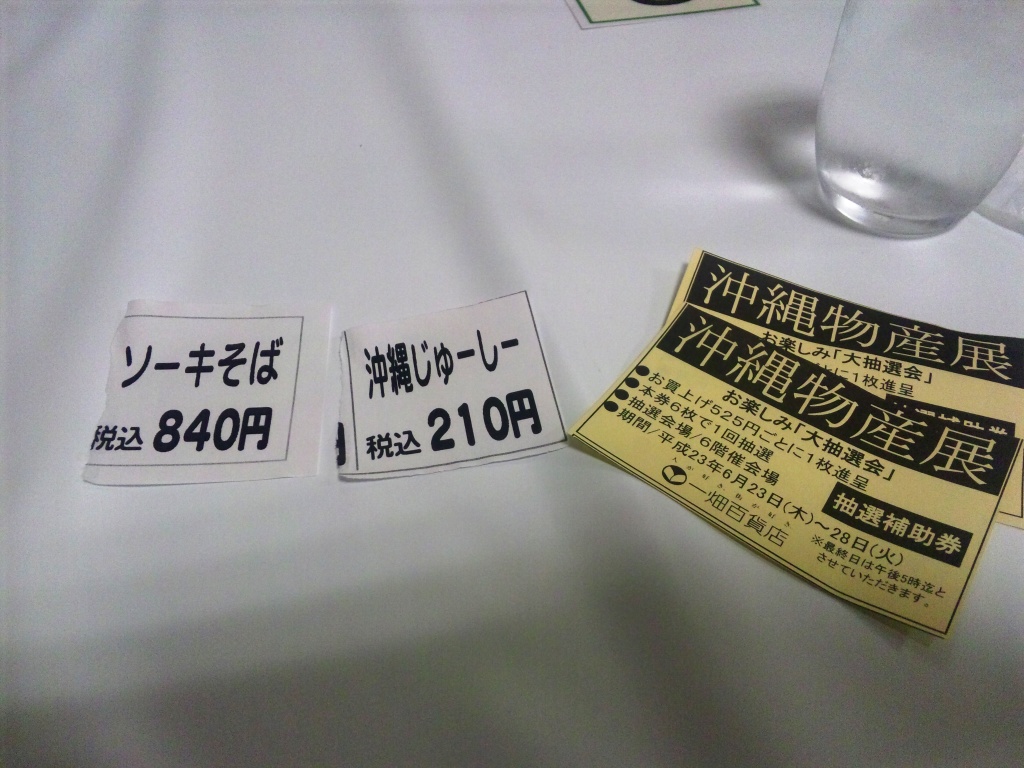 ソーキそば
税込 840円
沖縄じゅーしー
税込 210円
沖縄物産展
お楽しみ「大抽選会」
とに1枚進呈
沖縄物産展
お楽しみ「大抽選会」
●お買上げ525円ごとに1枚進呈
●本券6枚で1回抽選
●抽選会場/6階催会場
期間/平成23年6月23日(木)～28日(火)
※最終日は午後5時迄と
させていただきます。
一畑百貨店
抽選補助券